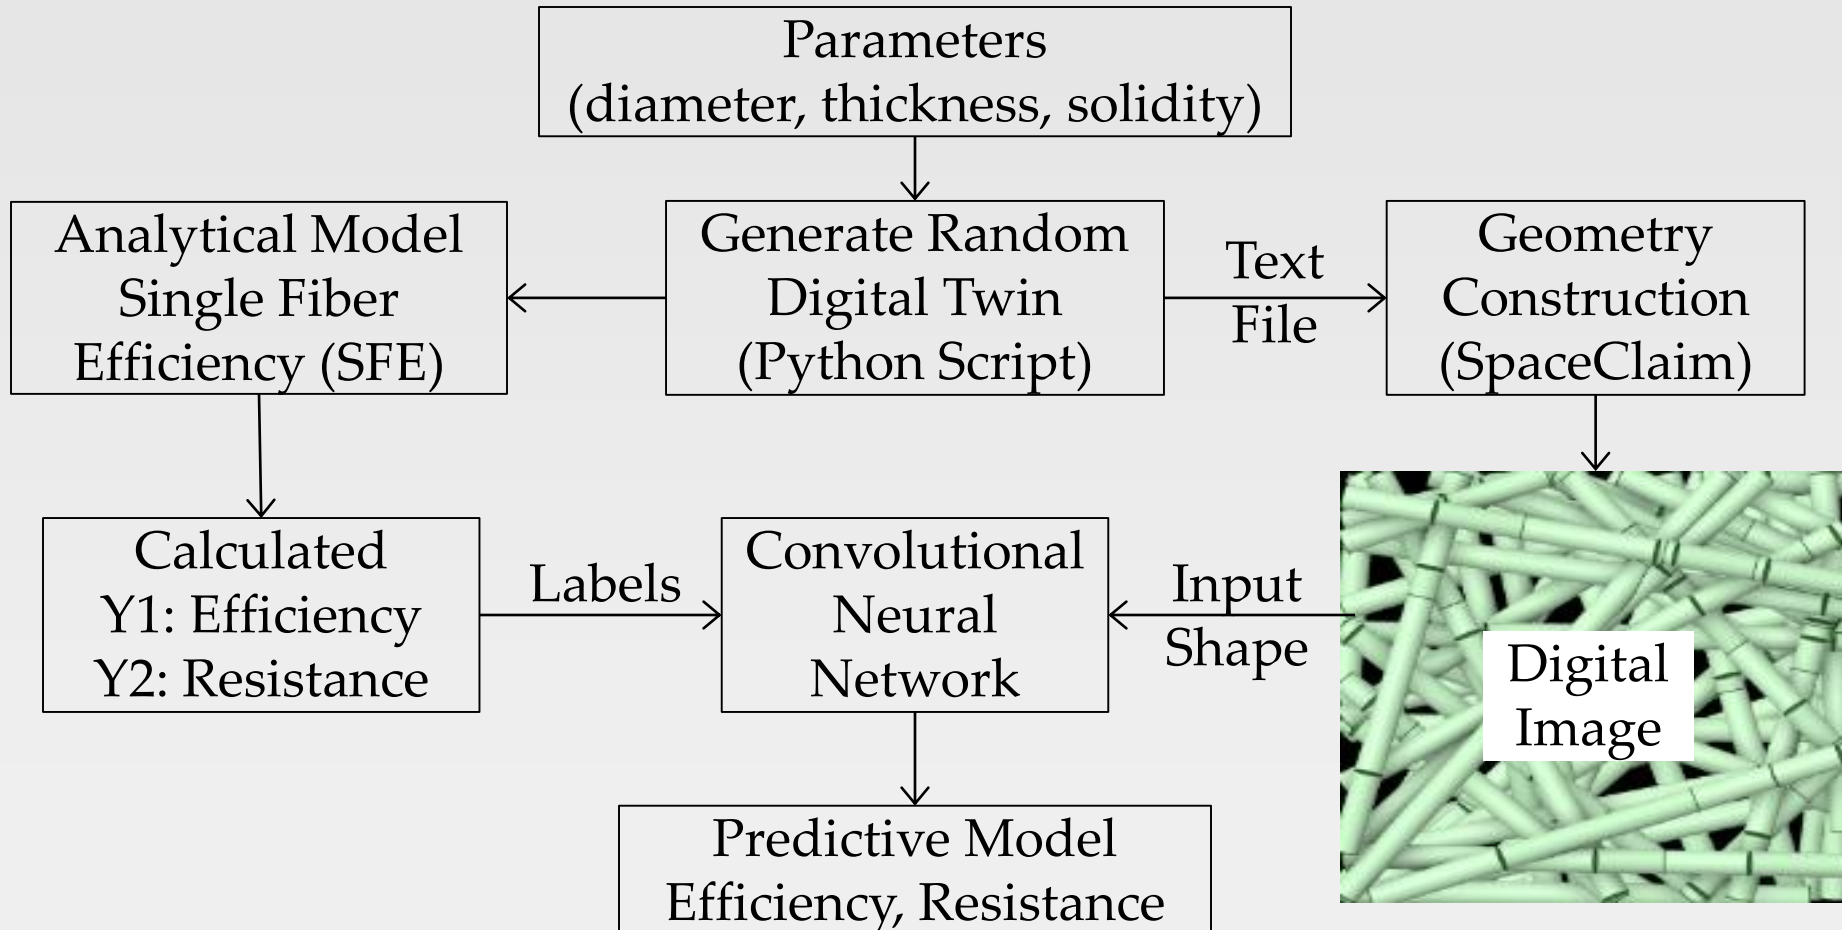 Parameters
(diameter, thickness, solidity)
Analytical Model
Single Fiber
Efficiency (SFE)
Generate Random
Digital Twin
(Python Script)
Text
File
Geometry
Construction
(SpaceClaim)
Calculated
Y1: Efficiency
Y2: Resistance
Labels
Convolutional
Neural
Network
Input
Shape
Digital
Image
Predictive Model
Efficiency, Resistance